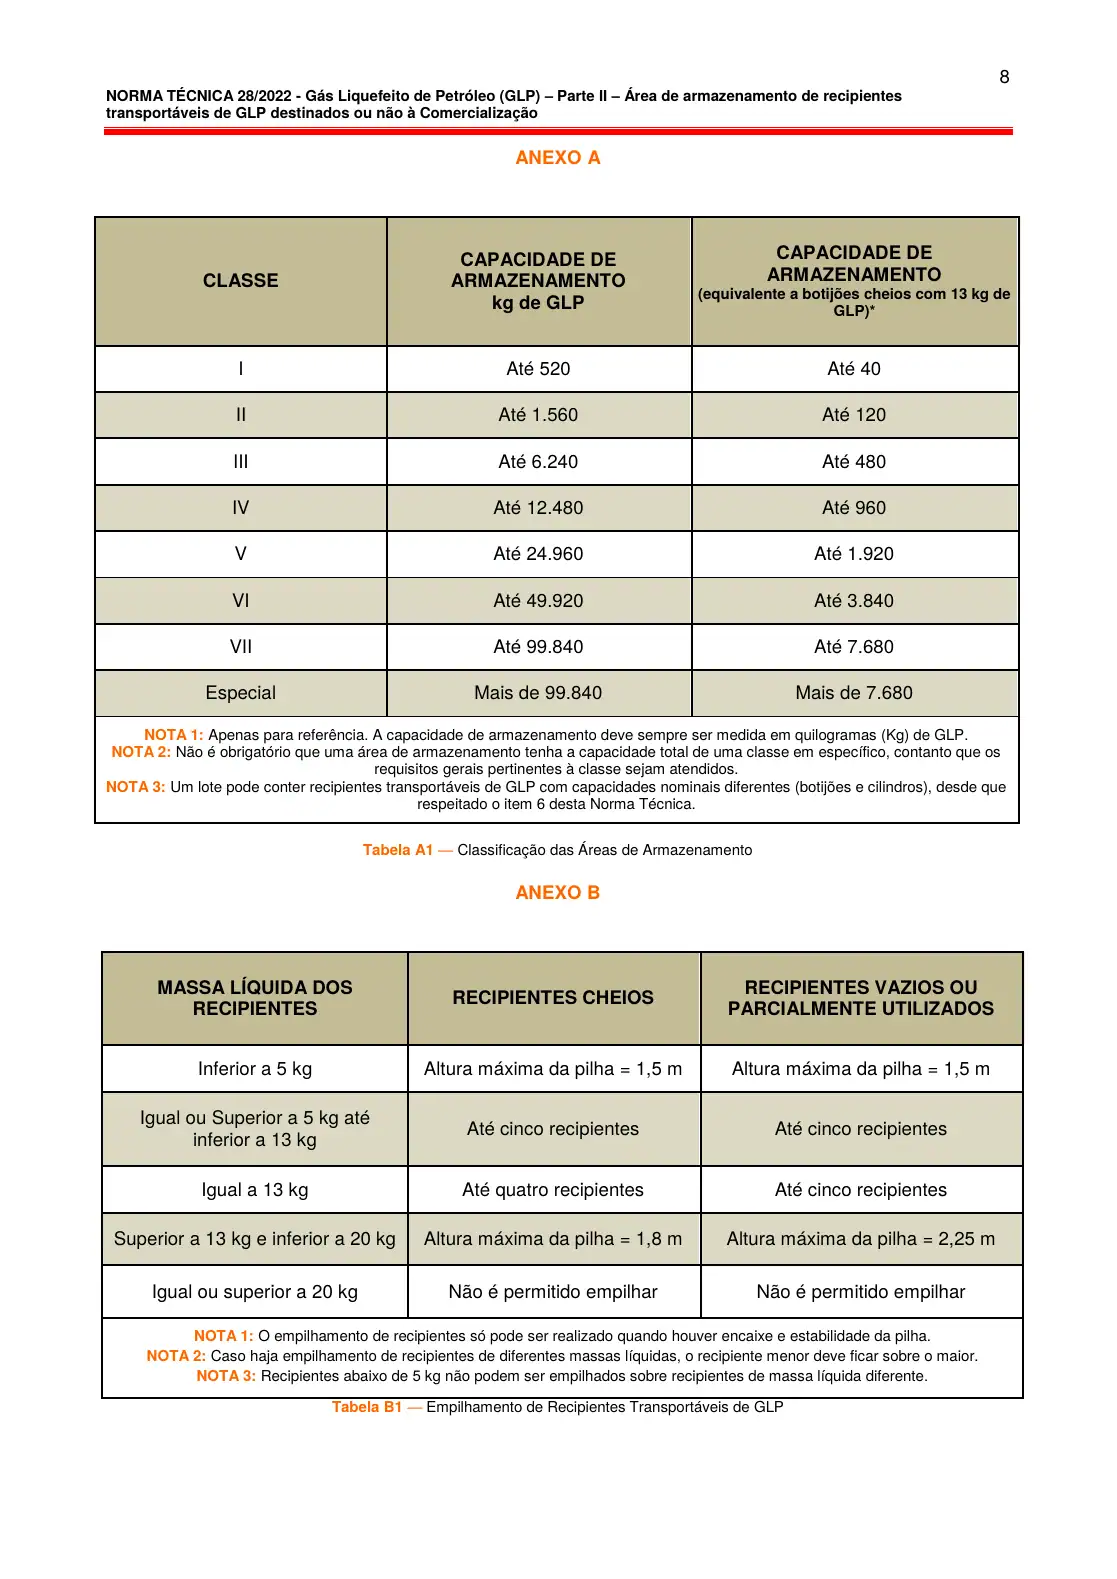 8
NORMA TÉCNICA 28/2022 - Gás Liquefeito de Petróleo (GLP) – Parte II – Área de armazenamento de recipientes
transportáveis de GLP destinados ou não à Comercialização
ANEXO A
CLASSE
CAPACIDADE DE
ARMAZENAMENTO
kg de GLP
CAPACIDADE DE
ARMAZENAMENTO
(equivalente a botijões cheios com 13 kg de
GLP)*
I
Até 520
Até 40
II
Até 1.560
Até 120
III
Até 6.240
Até 480
IV
Até 12.480
Até 960
V
Até 24.960
Até 1.920
VI
Até 49.920
Até 3.840
VII
Até 99.840
Até 7.680
Especial
Mais de 99.840
Mais de 7.680
NOTA 1: Apenas para referência. A capacidade de armazenamento deve sempre ser medida em quilogramas (Kg) de GLP.
NOTA 2: Não é obrigatório que uma área de armazenamento tenha a capacidade total de uma classe em específico, contanto que os
requisitos gerais pertinentes à classe sejam atendidos.
NOTA 3: Um lote pode conter recipientes transportáveis de GLP com capacidades nominais diferentes (botijões e cilindros), desde que
respeitado o item 6 desta Norma Técnica.
Tabela A1 — Classificação das Áreas de Armazenamento
ANEXO B
MASSA LÍQUIDA DOS
RECIPIENTES
RECIPIENTES CHEIOS
RECIPIENTES VAZIOS OU
PARCIALMENTE UTILIZADOS
Inferior a 5 kg
Altura máxima da pilha = 1,5 m
Altura máxima da pilha = 1,5 m
Igual ou Superior a 5 kg até
inferior a 13 kg
Até cinco recipientes
Até cinco recipientes
Igual a 13 kg
Até quatro recipientes
Até cinco recipientes
Superior a 13 kg e inferior a 20 kg
Altura máxima da pilha = 1,8 m
Altura máxima da pilha = 2,25 m
Igual ou superior a 20 kg
Não é permitido empilhar
Não é permitido empilhar
NOTA 1: O empilhamento de recipientes só pode ser realizado quando houver encaixe e estabilidade da pilha.
NOTA 2: Caso haja empilhamento de recipientes de diferentes massas líquidas, o recipiente menor deve ficar sobre o maior.
NOTA 3: Recipientes abaixo de 5 kg não podem ser empilhados sobre recipientes de massa líquida diferente.
Tabela B1 — Empilhamento de Recipientes Transportáveis de GLP